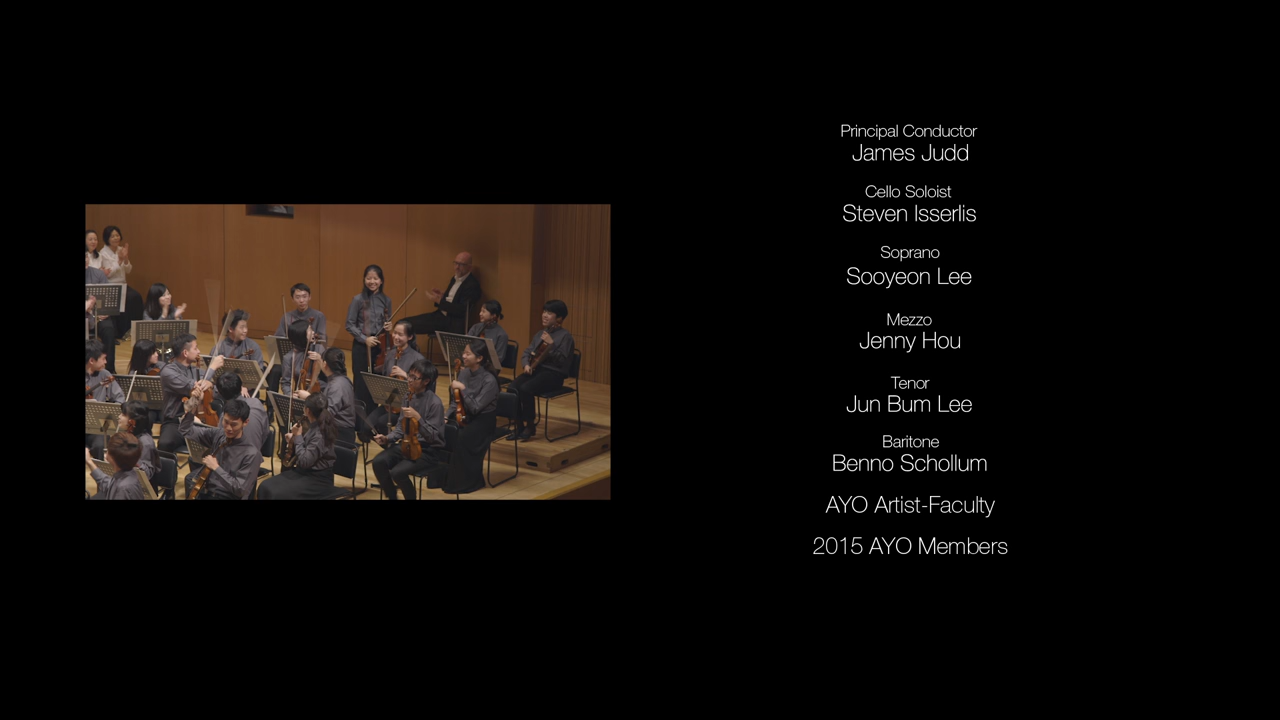 Principal Conductor
James Judd
Cello Soloist
Steven Isserlis
Soprano
Sooyeon Lee
Mezzo
Jenny Hou
Tenor
Jun Bum Lee
Baritone
Benno Schollum
AYO Artist-Faculty
2015 AYO Members